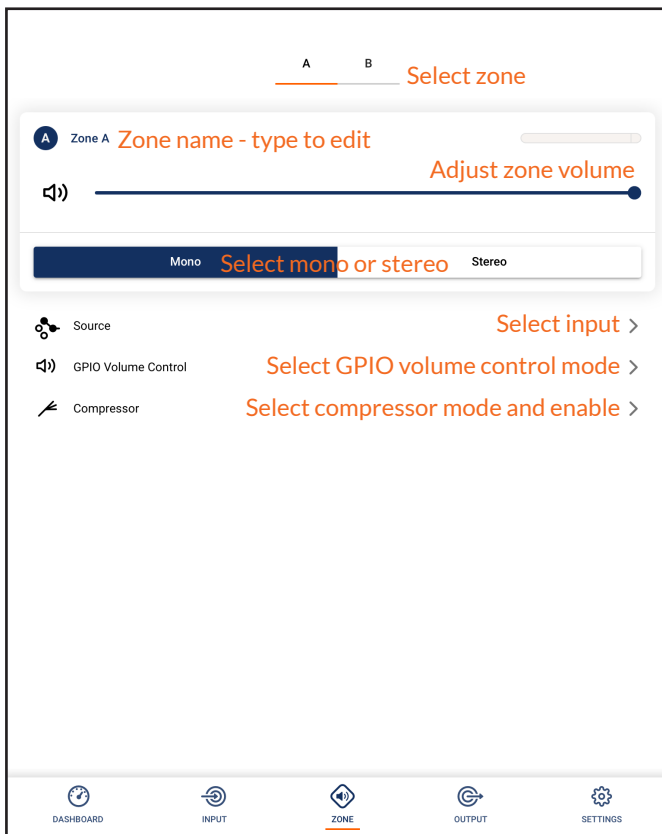 A B Select zone
A Zone A Zone name - type to edit
Adjust zone volume
Mono Select mono or stereo Stereo
Source Select input
GPIO Volume Control Select GPIO volume control mode
Compressor Select compressor mode and enable
DASHBOARD INPUT ZONE OUTPUT SETTINGS